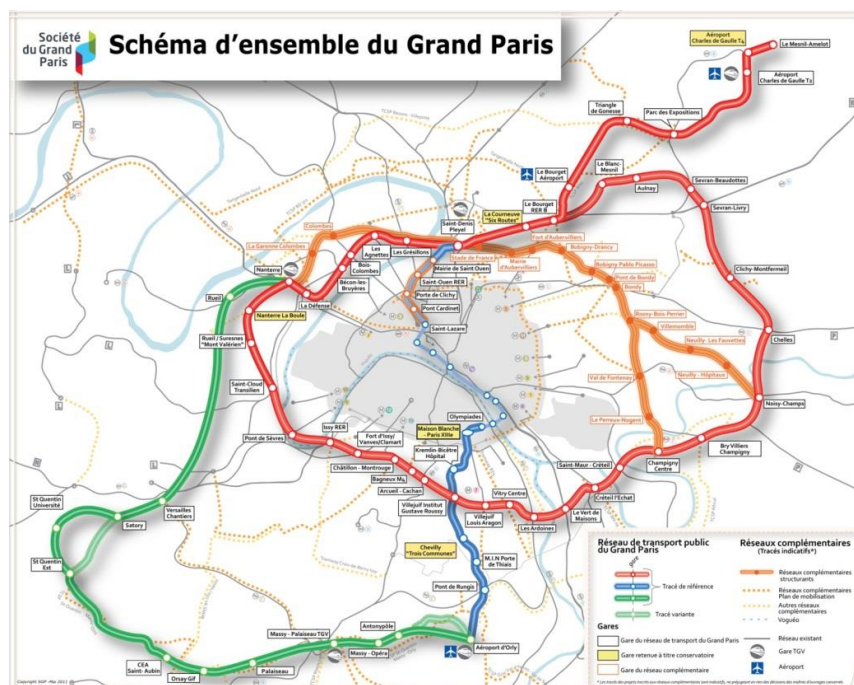 Société
du Grand
Paris
Schéma d'ensemble du Grand Paris
Aéroport
Charles de Gaulle T4
Le Mesnil-Amelot
Aéroport
Charles de Gaulle T2
Triangle
de Gonesse
Parc des Expositions
Le Bourget
Aéroport
Le Blanc-
Mesnil
Aulnay
Sevran-Beaudottes
Sevran-Livry
Le Bourget
RER B
La Courneuve
"Six Routes"
Saint-Denis
Pleyel
Colombes
La Garenne Colombes
Les
Agnettes
Les Grésillons
Bois-
Colombes
Stade de France
Mairie
d'Aubervilliers
Fort d'Aubervilliers
Bobigny-Drancy
Bobigny Pablo Picasso
Pont de Bondy
Bondy
Mairie de Saint Ouen
Saint-Ouen RER
Porte de Clichy
Pont Cardinet
Saint-Lazare
Nanterre
Bécon-les-
Bruyères
La Défense
Rueil
Nanterre La Boule
Clichy-Montfermeil
Rosny-Bois Perrier
Villemomble
Neuilly - Les Fauvettes
Neuilly - Hôpitaux
Chelles
Rueil / Suresnes
"Mont Valérien"
Saint-Cloud
Transilien
Val de Fontenay
Le Perreux-Nogent
Noisy-Champs
Olympiades
Maison Blanche
- Paris XIIIe
Kremlin-Bicêtre
Hôpital
Pont de Sèvres
Issy RER
Fort d'Issy/
Vanves/Clamart
Châtillon - Montrouge
Bagneux M4
Arcueil - Cachan
Villejuif Institut
Gustave Roussy
Villejuif
Louis Aragon
Vitry Centre
Les Ardoines
Le Vert de
Maisons
Créteil l'Echat
Saint-Maur - Créteil
Champigny
Centre
Bry Villiers
Champigny
St Quentin
Université
Satory
Versailles
Chantiers
St Quentin
Est
Chevilly
"Trois Communes"
M.I.N Porte
de Thiais
Pont de Rungis
Antonypôle
Massy - Palaiseau TGV
Massy - Opéra
Aéroport d'Orly
CEA
Saint-Aubin
Orsay Gif
Palaiseau
Réseau de transport public
du Grand Paris
gare
Tracé de référence
Tracé variante
Gares
Gare du réseau de transport du Grand Paris
Gare retenue à titre conservatoire
Gare du réseau complémentaire
Réseaux complémentaires
(Tracés indicatifs*)
Réseaux complémentaires
structurants
Réseaux complémentaires
Plan de mobilisation
Autres réseaux
complémentaires
Voguéo
Réseau existant
Gare TGV
Aéroport